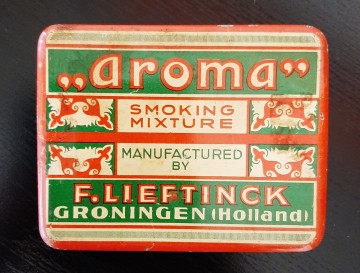 „aroma”
SMOKING
MIXTURE
MANUFACTURED
BY
F. LIEFTINCK
GRONINGEN (Holland)